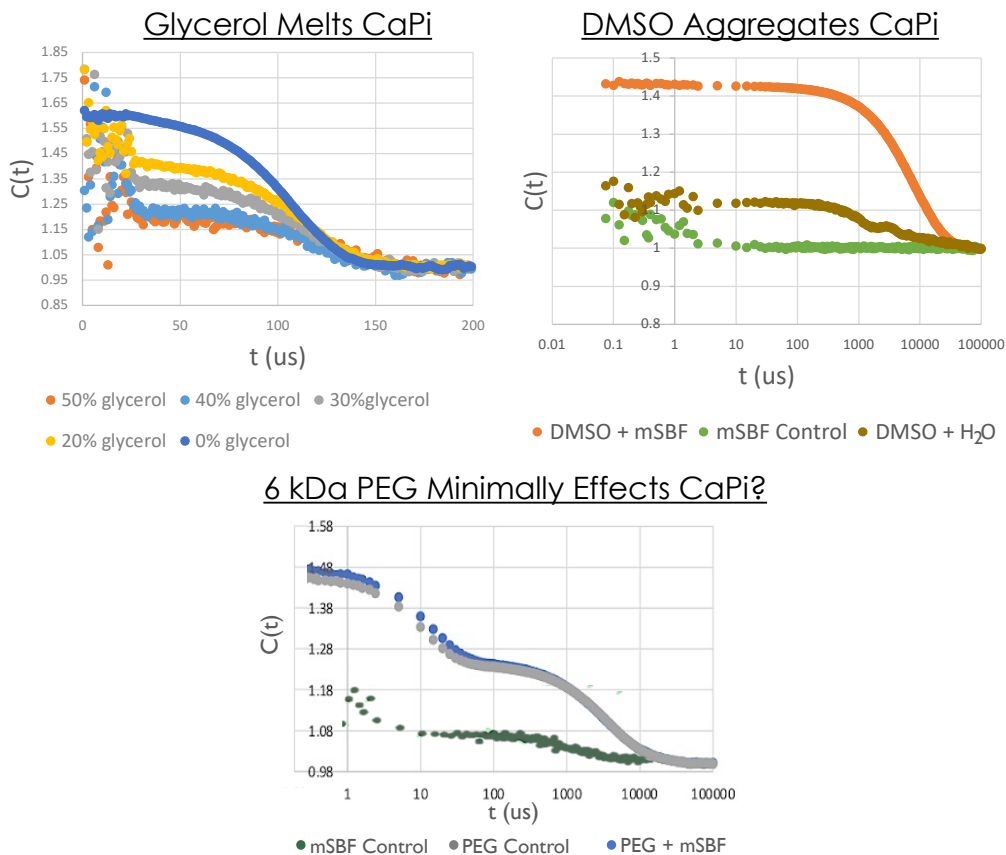 Glycerol Melts CaPi
1.85
1.75
1.65
1.55
1.45
1.35
1.25
1.15
1.05
0.95
0.85
C(t)
0 50 100 150 200
t (us)
50% glycerol 40% glycerol 30%glycerol
20% glycerol 0% glycerol
DMSO Aggregates CaPi
1.5
1.4
1.3
1.2
1.1
1
0.9
0.8
C(t)
0.01 0.1 1 10 100 1000 10000 100000
t (us)
DMSO + mSBF mSBF Control DMSO + H₂O
6 kDa PEG Minimally Effects CaPi?
1.58
1.48
1.38
1.28
1.18
1.08
0.98
C(t)
1 10 100 1000 10000 100000
t (us)
mSBF Control PEG Control PEG + mSBF